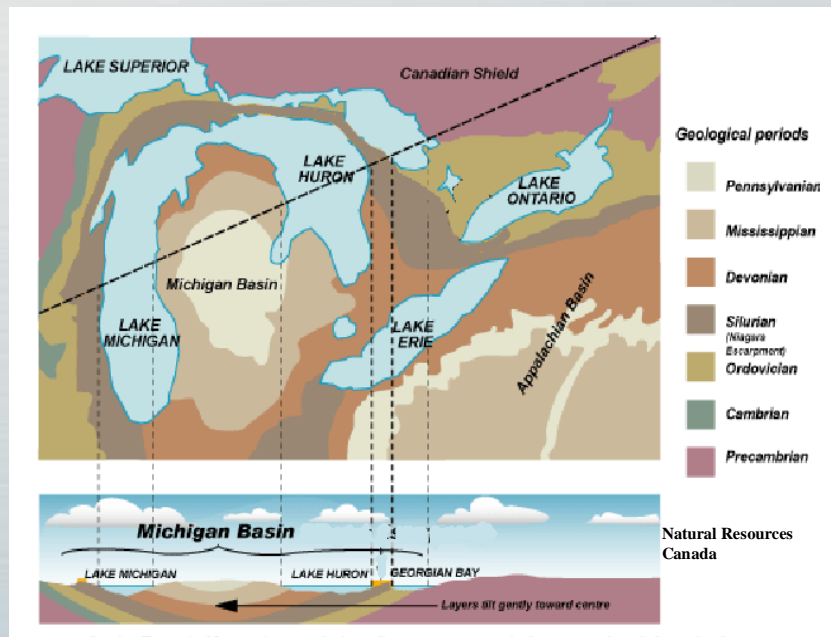 LAKE SUPERIOR
Canadian Shield
LAKE
HURON
LAKE
ONTARIO
Michigan Basin
LAKE
MICHIGAN
LAKE
ERIE
Appalachian Basin
Geological periods
Pennsylvanian
Mississippian
Devonian
Silurian
(Niagara
Escarpment)
Ordovician
Cambrian
Precambrian
Michigan Basin
LAKE MICHIGAN
LAKE HURON
GEORGIAN BAY
Layers tilt gently toward centre
Natural Resources
Canada